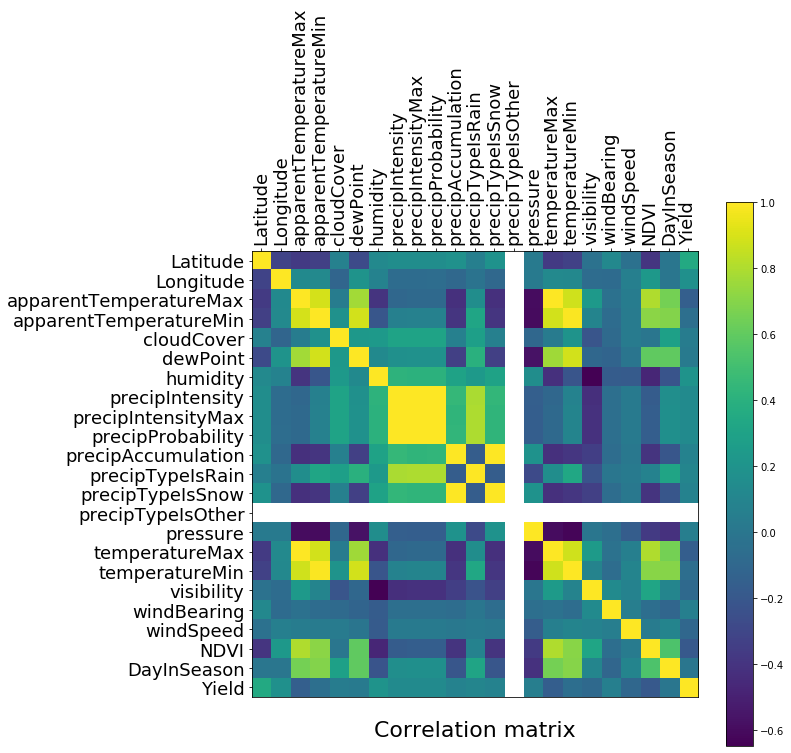 Latitude
Longitude
apparentTemperatureMax
apparentTemperatureMin
cloudCover
dewPoint
humidity
precipIntensity
precipIntensityMax
precipProbability
precipAccumulation
precipTypeIsRain
precipTypeIsSnow
precipTypeIsOther
pressure
temperatureMax
temperatureMin
visibility
windBearing
windSpeed
NDVI
DayInSeason
Yield
Latitude
Longitude
apparentTemperatureMax
apparentTemperatureMin
cloudCover
dewPoint
humidity
precipIntensity
precipIntensityMax
precipProbability
precipAccumulation
precipTypeIsRain
precipTypeIsSnow
precipTypeIsOther
pressure
temperatureMax
temperatureMin
visibility
windBearing
windSpeed
NDVI
DayInSeason
Yield
1.0
0.8
0.6
0.4
0.2
0.0
−0.2
−0.4
−0.6
Correlation matrix